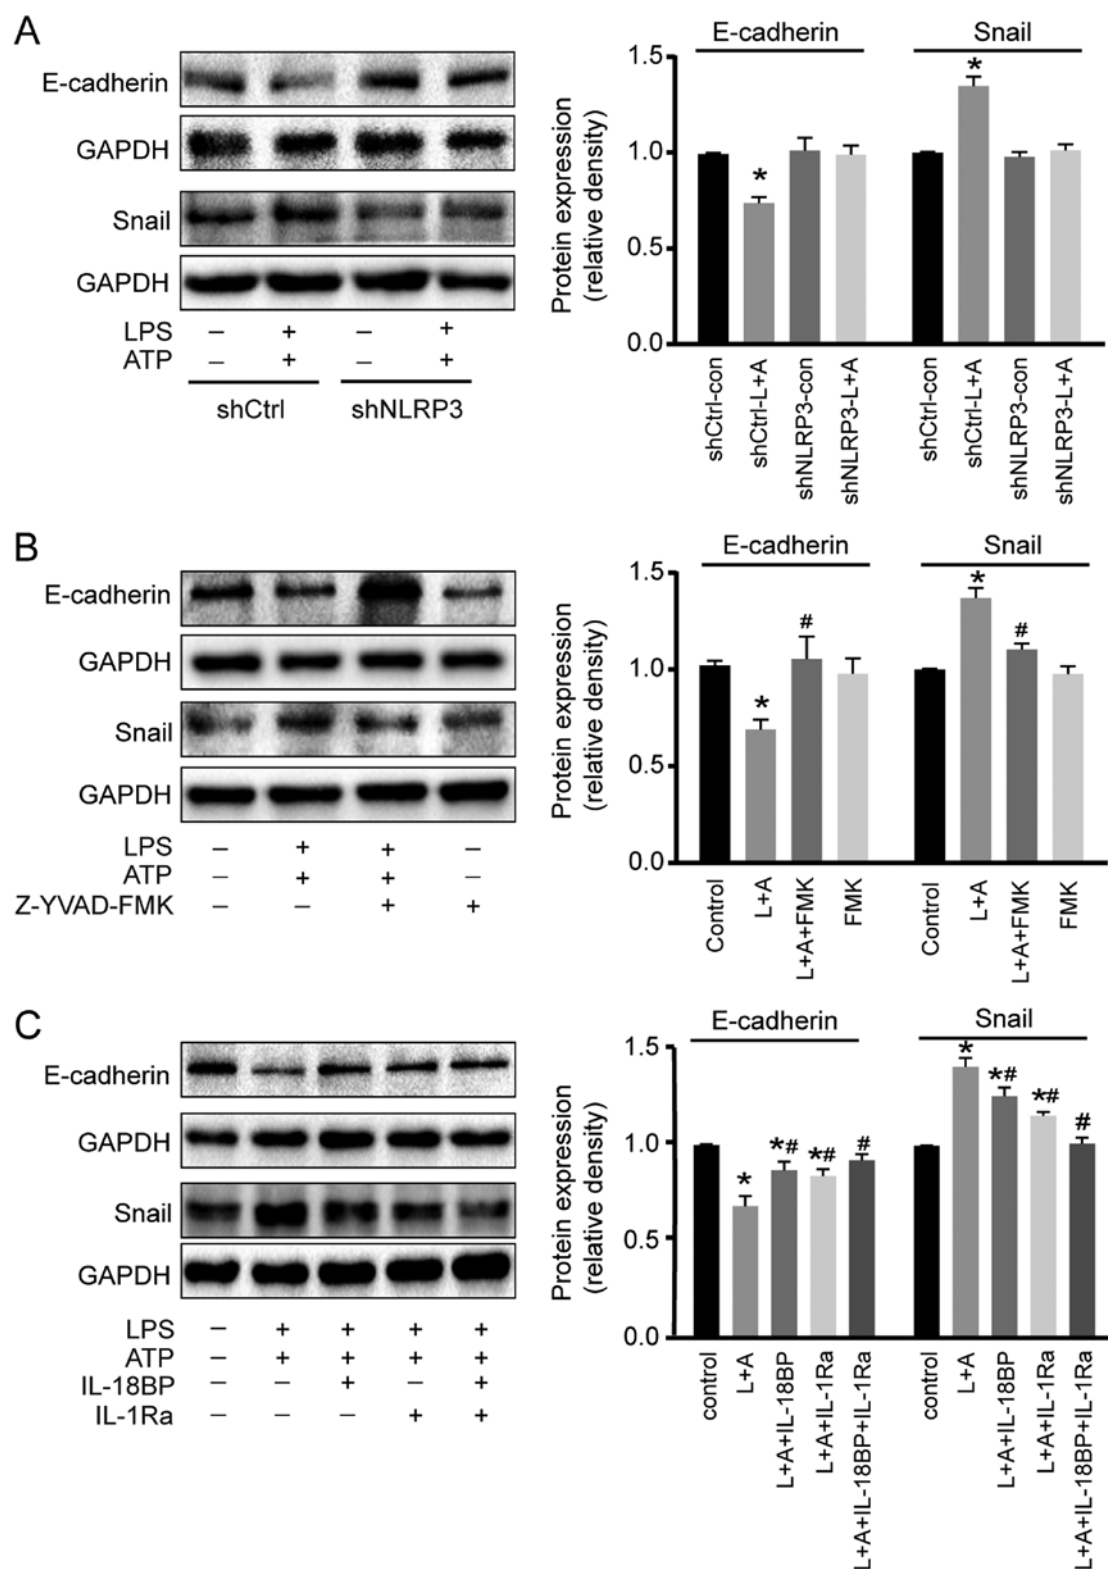 A
E-cadherin
GAPDH
Snail
GAPDH
LPS – + – +
ATP – + – +
shCtrl shNLRP3
E-cadherin Snail
Protein expression
(relative density)
1.5
1.0
0.5
0.0
* *
shCtrl-con
shCtrl-L+A
shNLRP3-con
shNLRP3-L+A
shCtrl-con
shCtrl-L+A
shNLRP3-con
shNLRP3-L+A
B
E-cadherin
GAPDH
Snail
GAPDH
LPS – + + –
ATP – + + –
Z-YVAD-FMK – – + +
E-cadherin Snail
Protein expression
(relative density)
1.5
1.0
0.5
0.0
* # * #
Control
L+A
L+A+FMK
FMK
Control
L+A
L+A+FMK
FMK
C
E-cadherin
GAPDH
Snail
GAPDH
LPS – + + + +
ATP – + + + +
IL-18BP – – + – +
IL-1Ra – – – + +
E-cadherin Snail
Protein expression
(relative density)
1.5
1.0
0.5
0.0
* *# *# # * *# *# #
control
L+A
L+A+IL-18BP
L+A+IL-1Ra
L+A+IL-18BP+IL-1Ra
control
L+A
L+A+IL-18BP
L+A+IL-1Ra
L+A+IL-18BP+IL-1Ra